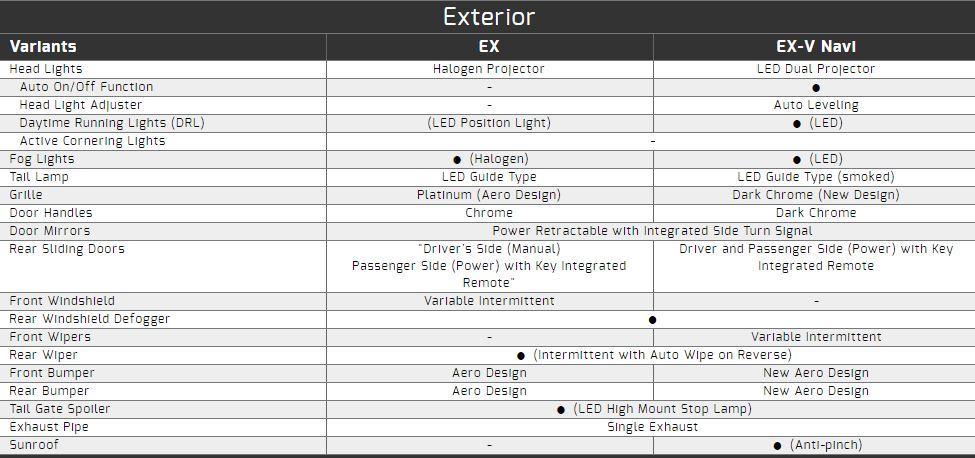 Exterior
Variants EX EX-V Navi
Head Lights Halogen Projector LED Dual Projector
Auto On/Off Function - ●
Head Light Adjuster - Auto Leveling
Daytime Running Lights (DRL) (LED Position Light) ● (LED)
Active Cornering Lights -
Fog Lights ● (Halogen) ● (LED)
Tail Lamp LED Guide Type LED Guide Type (smoked)
Grille Platinum (Aero Design) Dark Chrome (New Design)
Door Handles Chrome Dark Chrome
Door Mirrors Power Retractable with Integrated Side Turn Signal
Rear Sliding Doors "Driver's Side (Manual) Driver and Passenger Side (Power) with Key
Passenger Side (Power) with Key Integrated Integrated Remote
Remote"
Front Windshield Variable Intermittent -
Rear Windshield Defogger ●
Front Wipers - Variable Intermittent
Rear Wiper ● (Intermittent with Auto Wipe on Reverse)
Front Bumper Aero Design New Aero Design
Rear Bumper Aero Design New Aero Design
Tail Gate Spoiler ● (LED High Mount Stop Lamp)
Exhaust Pipe Single Exhaust
Sunroof - ● (Anti-pinch)